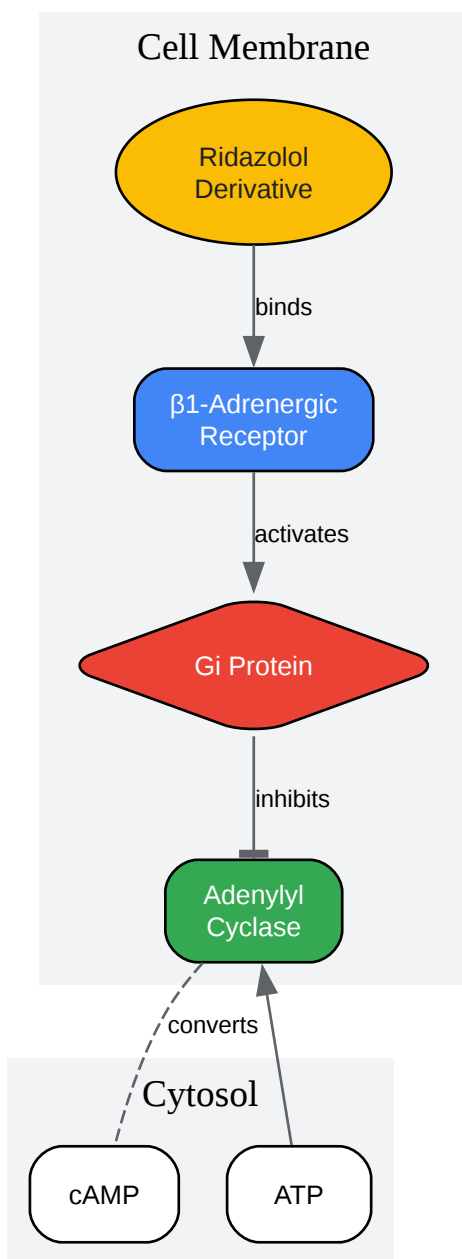 Cell Membrane
Ridazolol
Derivative
binds
β1-Adrenergic
Receptor
activates
Gi Protein
inhibits
Adenylyl
Cyclase
converts
Cytosol
cAMP
ATP